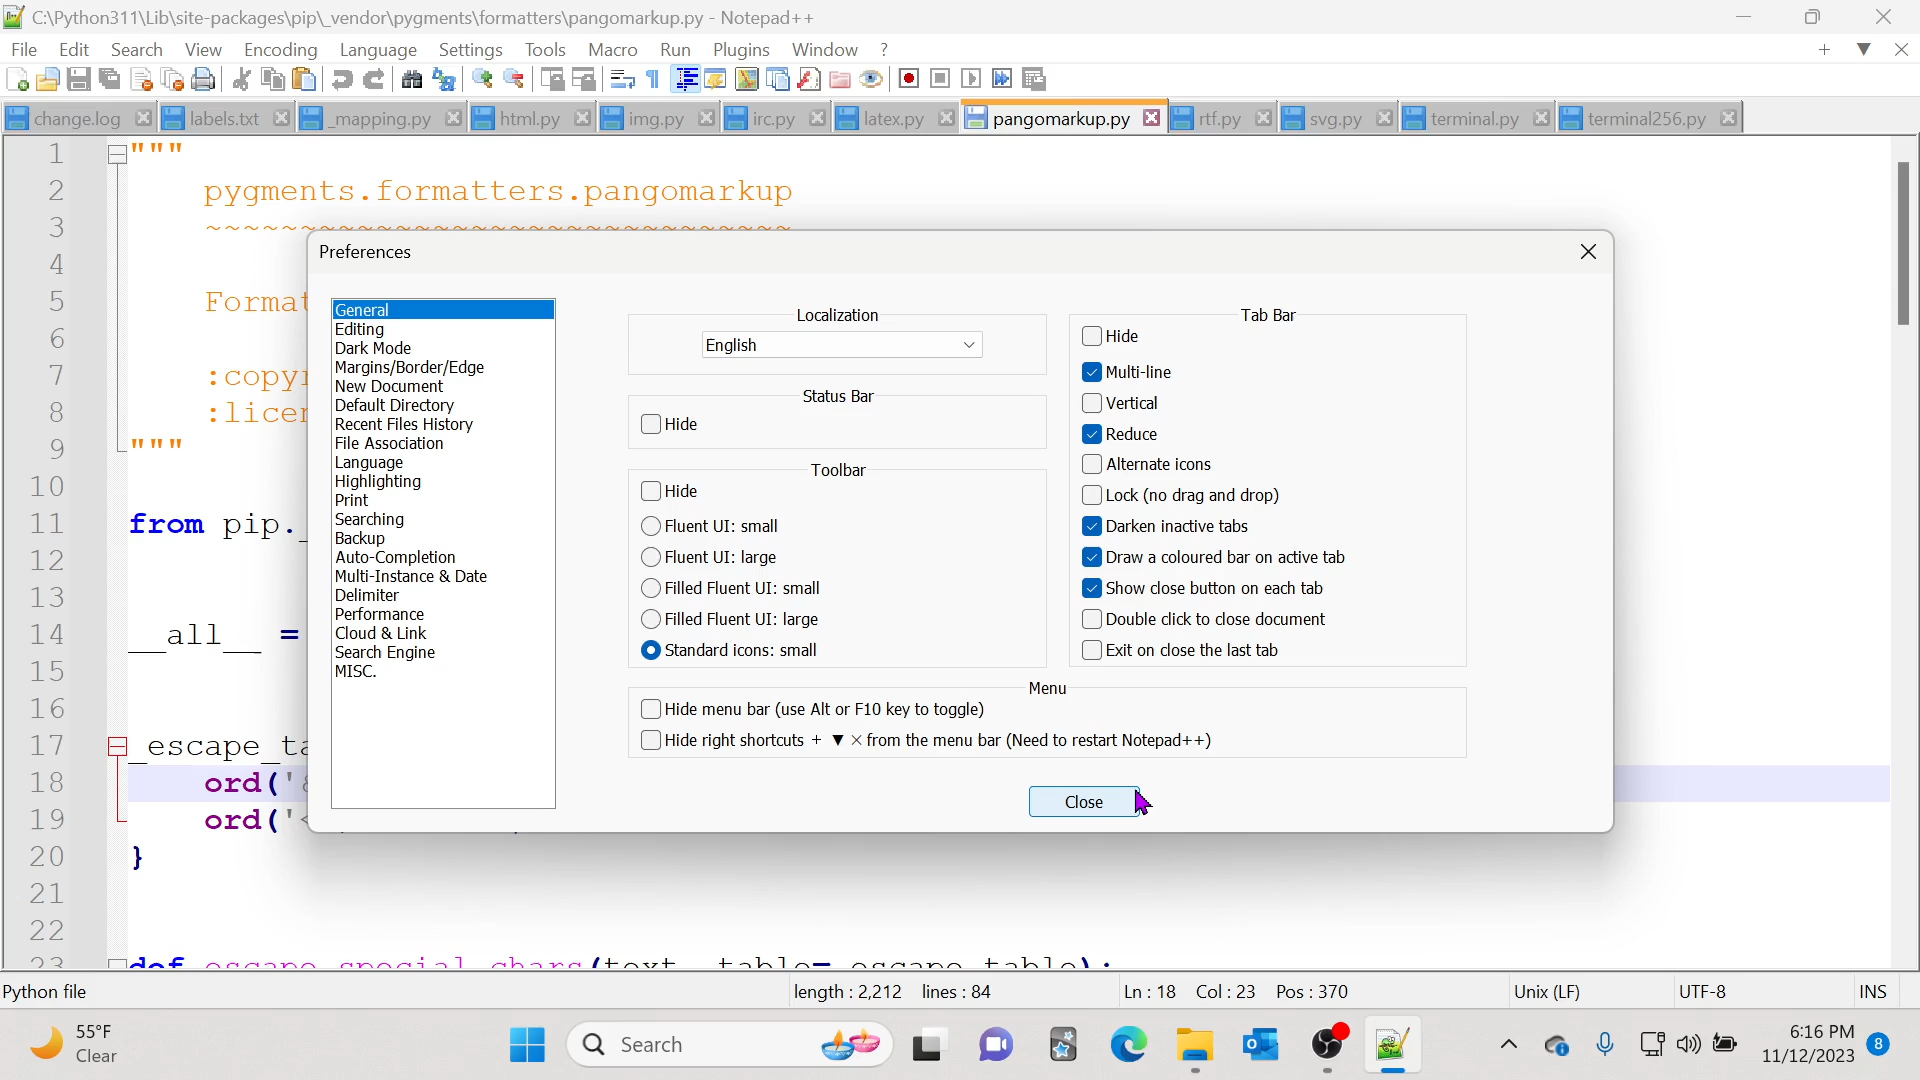 C:\Python311\Lib\site-packages\pip\_vendor\pygments\formatters\pangomarkup.py - Notepad++
File Edit Search View Encoding Language Settings Tools Macro Run Plugins Window ? + ▼ ×
change.log labels.txt _mapping.py html.py img.py irc.py latex.py pangomarkup.py rtf.py svg.py terminal.py terminal256.py
1 """
2 pygments.formatters.pangomarkup
3 ~~~~~~~~~~~~~~~~~~~~~~~~~~~~~~~
4
5 Format
6
7 :copyr
8 :licen
9 """
10
11 from pip._
12
13
14 __all__ =
15
16
17 _escape_ta
18 ord('&
19 ord('<
20 }
21
22
23 def escape_special_chars(text, table=_escape_table):
Preferences
General
Editing
Dark Mode
Margins/Border/Edge
New Document
Default Directory
Recent Files History
File Association
Language
Highlighting
Print
Searching
Backup
Auto-Completion
Multi-Instance & Date
Delimiter
Performance
Cloud & Link
Search Engine
MISC.
Localization
English
Status Bar
Hide
Toolbar
Hide
Fluent UI: small
Fluent UI: large
Filled Fluent UI: small
Filled Fluent UI: large
Standard icons: small
Tab Bar
Hide
Multi-line
Vertical
Reduce
Alternate icons
Lock (no drag and drop)
Darken inactive tabs
Draw a coloured bar on active tab
Show close button on each tab
Double click to close document
Exit on close the last tab
Menu
Hide menu bar (use Alt or F10 key to toggle)
Hide right shortcuts + ▼ × from the menu bar (Need to restart Notepad++)
Close
Python file length : 2,212 lines : 84 Ln : 18 Col : 23 Pos : 370 Unix (LF) UTF-8 INS
55°F
Clear
Search
6:16 PM
11/12/2023
8